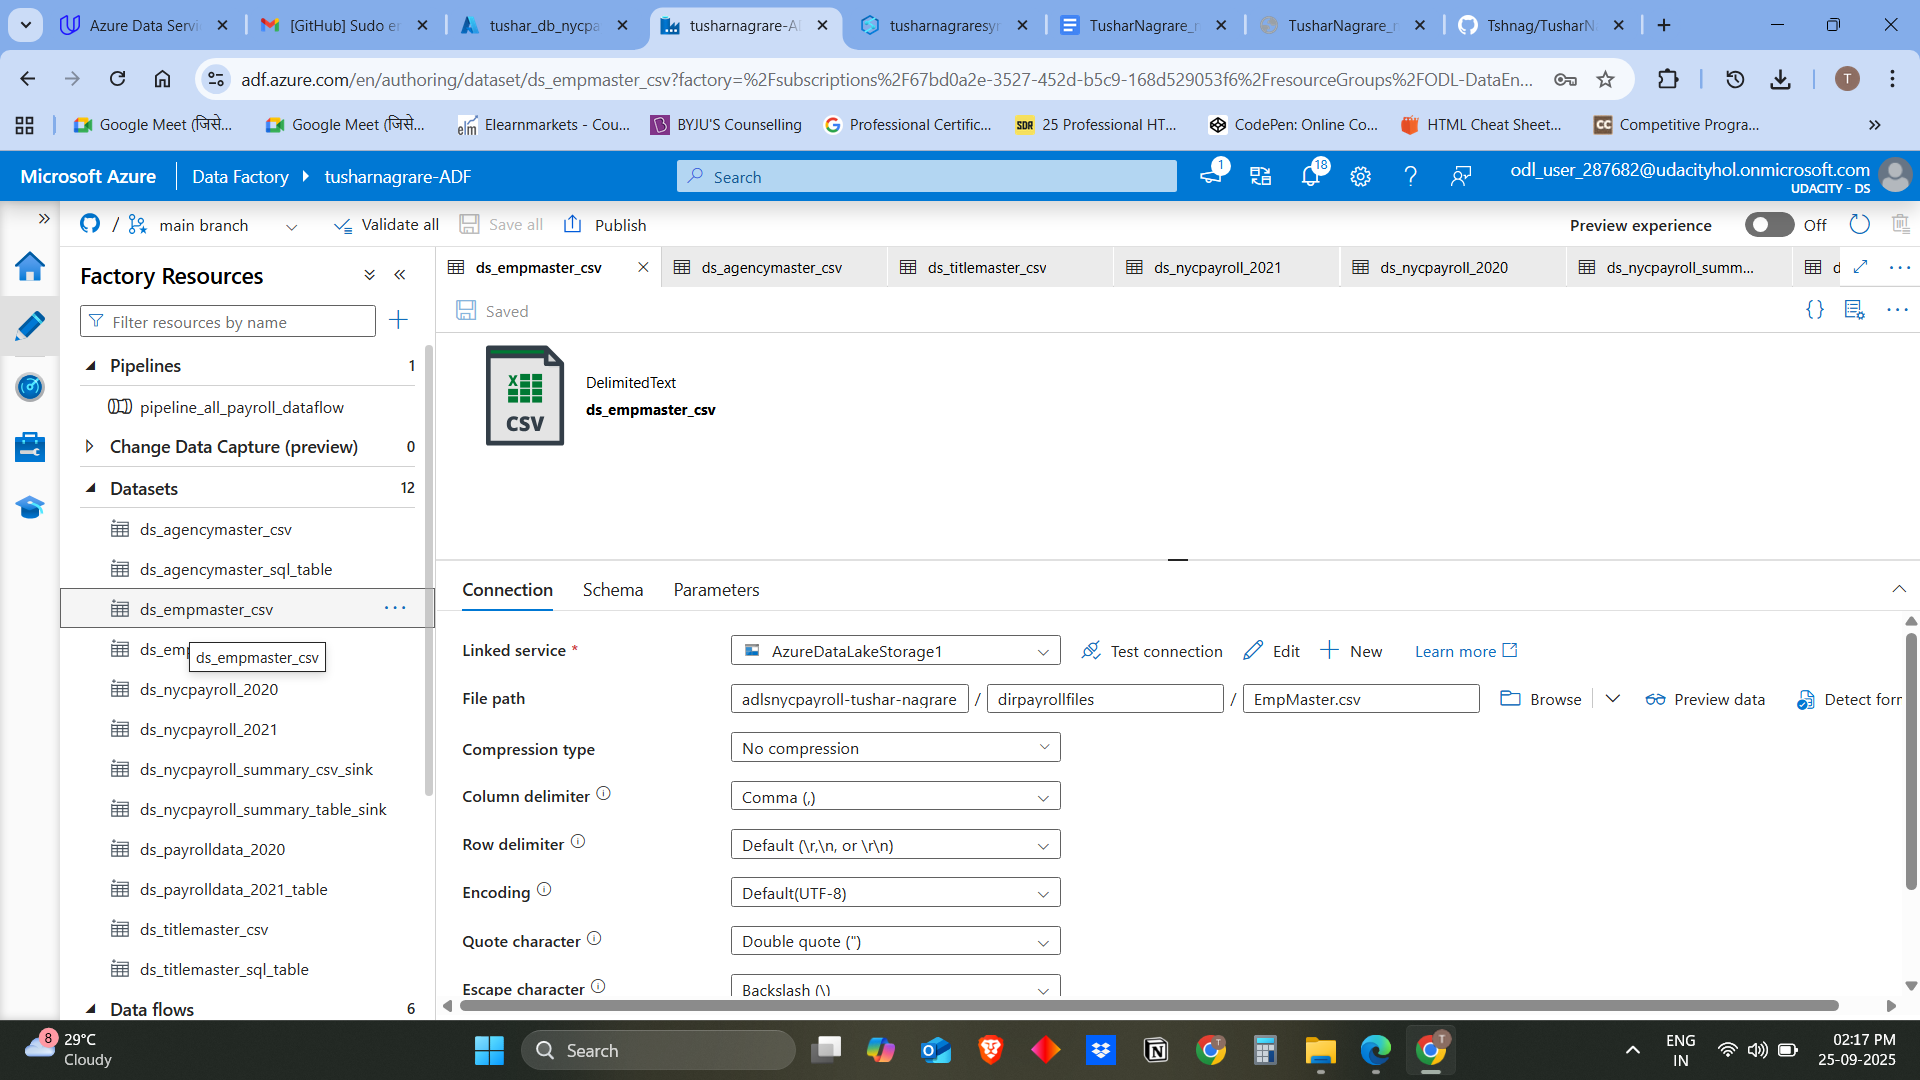 Azure Data Servi
[GitHub] Sudo er
tushar_db_nycpa
tusharnagrare-A
tusharnagraresyr
TusharNagrare_r
TusharNagrare_r
Tshnag/TusharN
adf.azure.com/en/authoring/dataset/ds_empmaster_csv?factory=%2Fsubscriptions%2F67bd0a2e-3527-452d-b5c9-168d529053f6%2FresourceGroups%2FODL-DataEn...
T
Google Meet (जिसे...
Google Meet (जिसे...
Elearnmarkets - Cou...
BYJU'S Counselling
Professional Certific...
25 Professional HT...
CodePen: Online Co...
HTML Cheat Sheet...
Competitive Progra...
Microsoft Azure
Data Factory
tusharnagrare-ADF
Search
1
18
odl_user_287682@udacityhol.onmicrosoft.com
UDACITY - DS
/ main branch
Validate all
Save all
Publish
Preview experience
Off
Factory Resources
Filter resources by name
Pipelines 1
pipeline_all_payroll_dataflow
Change Data Capture (preview) 0
Datasets 12
ds_agencymaster_csv
ds_agencymaster_sql_table
ds_empmaster_csv
ds_emp
ds_empmaster_csv
ds_nycpayroll_2020
ds_nycpayroll_2021
ds_nycpayroll_summary_csv_sink
ds_nycpayroll_summary_table_sink
ds_payrolldata_2020
ds_payrolldata_2021_table
ds_titlemaster_csv
ds_titlemaster_sql_table
Data flows 6
ds_empmaster_csv
ds_agencymaster_csv
ds_titlemaster_csv
ds_nycpayroll_2021
ds_nycpayroll_2020
ds_nycpayroll_summ...
Saved
CSV
DelimitedText
ds_empmaster_csv
Connection
Schema
Parameters
Linked service *
AzureDataLakeStorage1
Test connection
Edit
New
Learn more
File path
adlsnycpayroll-tushar-nagrare / dirpayrollfiles / EmpMaster.csv
Browse
Preview data
Detect forr
Compression type
No compression
Column delimiter
Comma (,)
Row delimiter
Default (\r,\n, or \r\n)
Encoding
Default(UTF-8)
Quote character
Double quote (")
Escape character
Backslash (\)
8
29°C
Cloudy
Search
ENG
IN
02:17 PM
25-09-2025